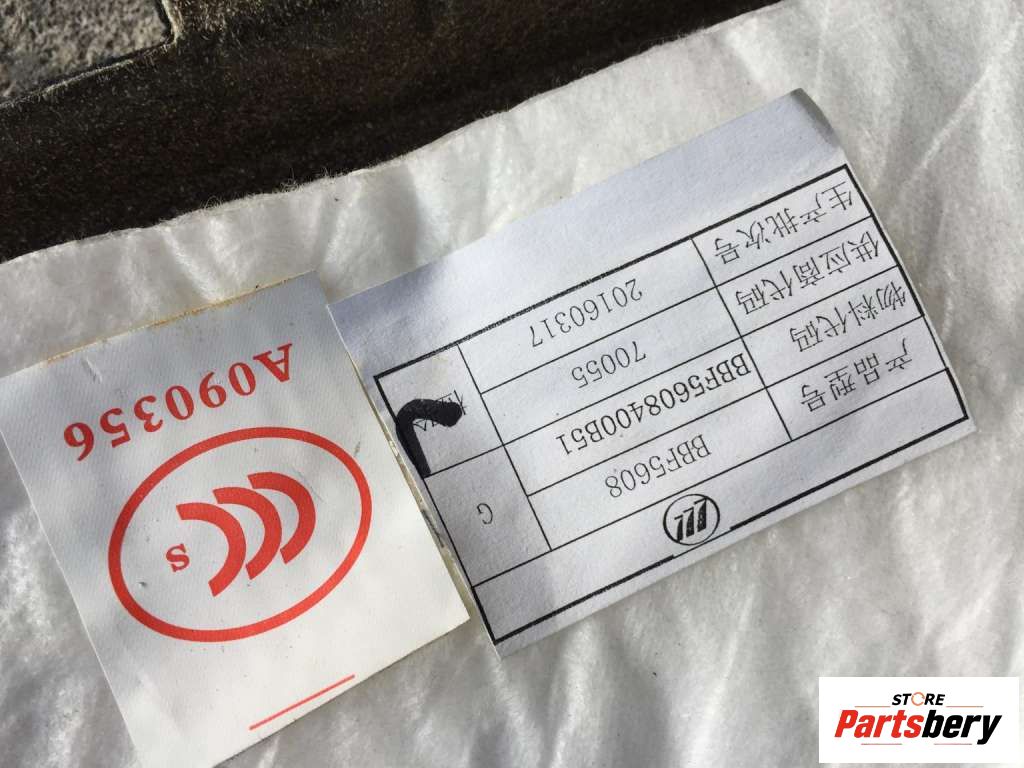 产品型号 BBF5608 G
物料代码 BBF5608400B51
供应商代码 70055
生产批次号 20160317
A090356
S
STORE
Partsbery